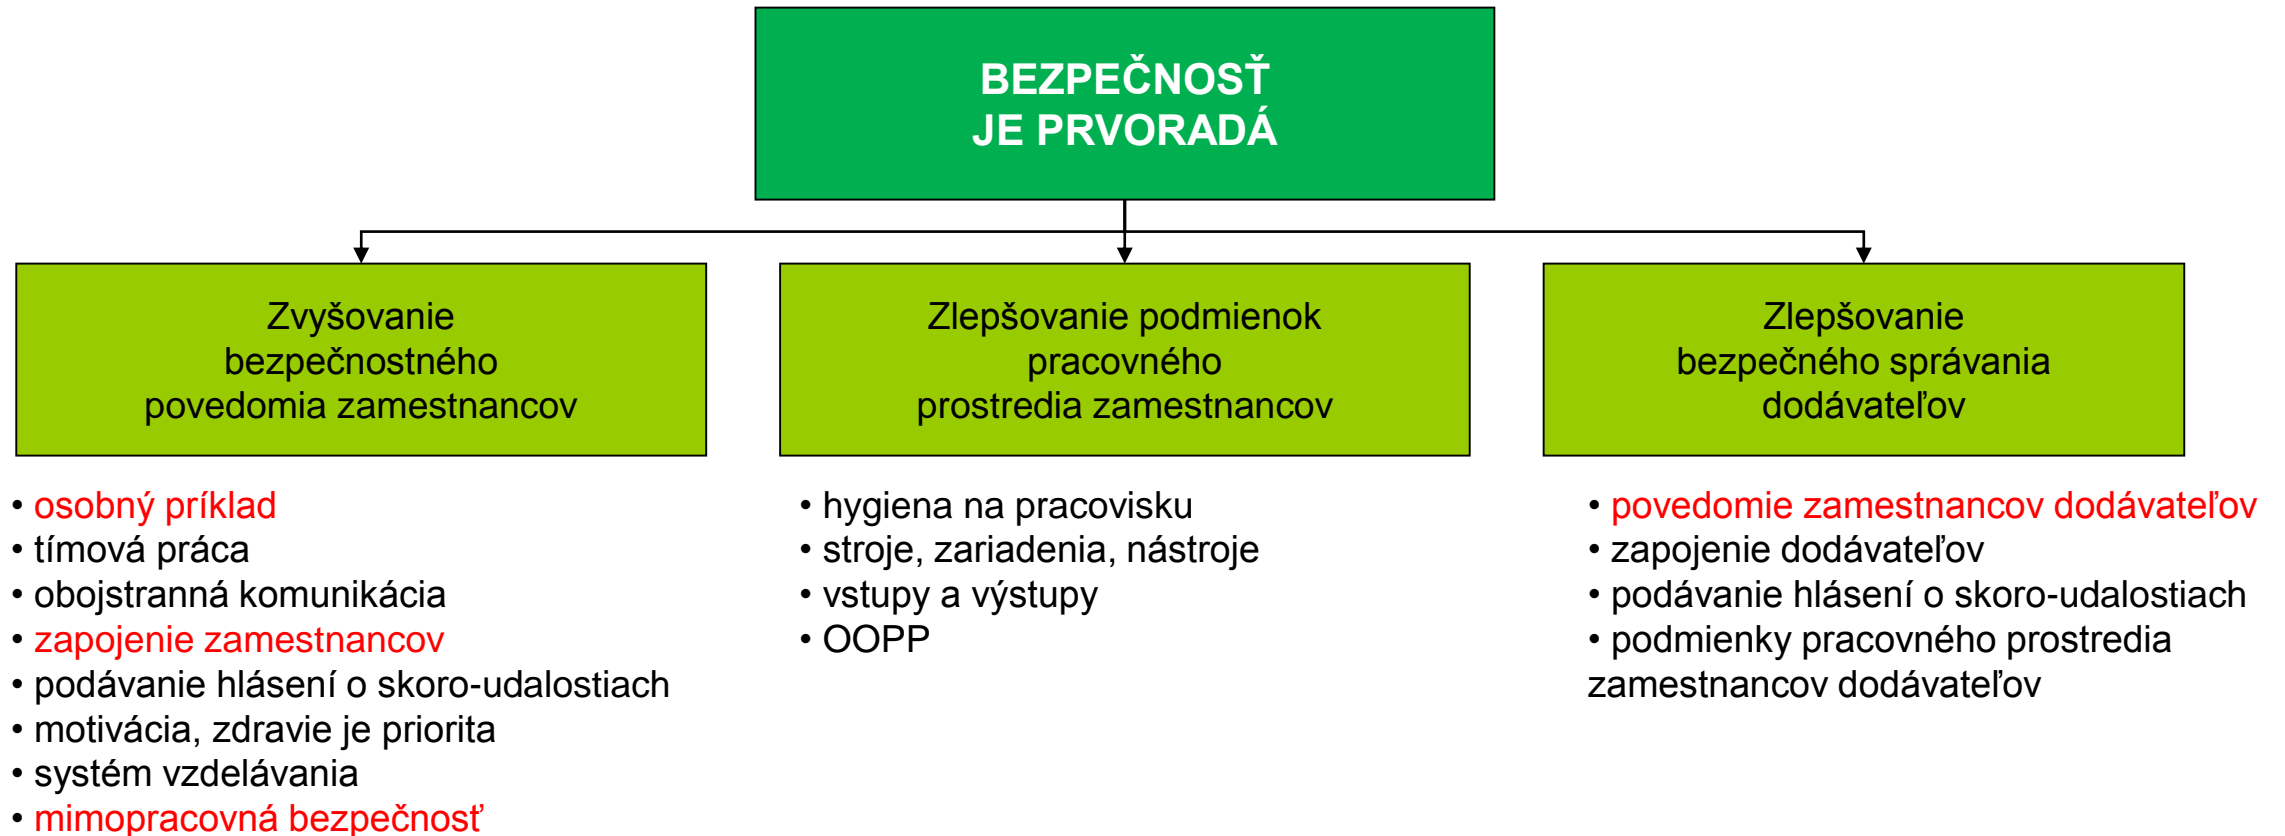 BEZPEČNOSŤ
JE PRVORADÁ
Zvyšovanie
bezpečnostného
povedomia zamestnancov
• osobný príklad
• tímová práca
• obojstranná komunikácia
• zapojenie zamestnancov
• podávanie hlásení o skoro-udalostiach
• motivácia, zdravie je priorita
• systém vzdelávania
• mimopracovná bezpečnosť
Zlepšovanie podmienok
pracovného
prostredia zamestnancov
• hygiena na pracovisku
• stroje, zariadenia, nástroje
• vstupy a výstupy
• OOPP
Zlepšovanie
bezpečného správania
dodávateľov
• povedomie zamestnancov dodávateľov
• zapojenie dodávateľov
• podávanie hlásení o skoro-udalostiach
• podmienky pracovného prostredia
zamestnancov dodávateľov